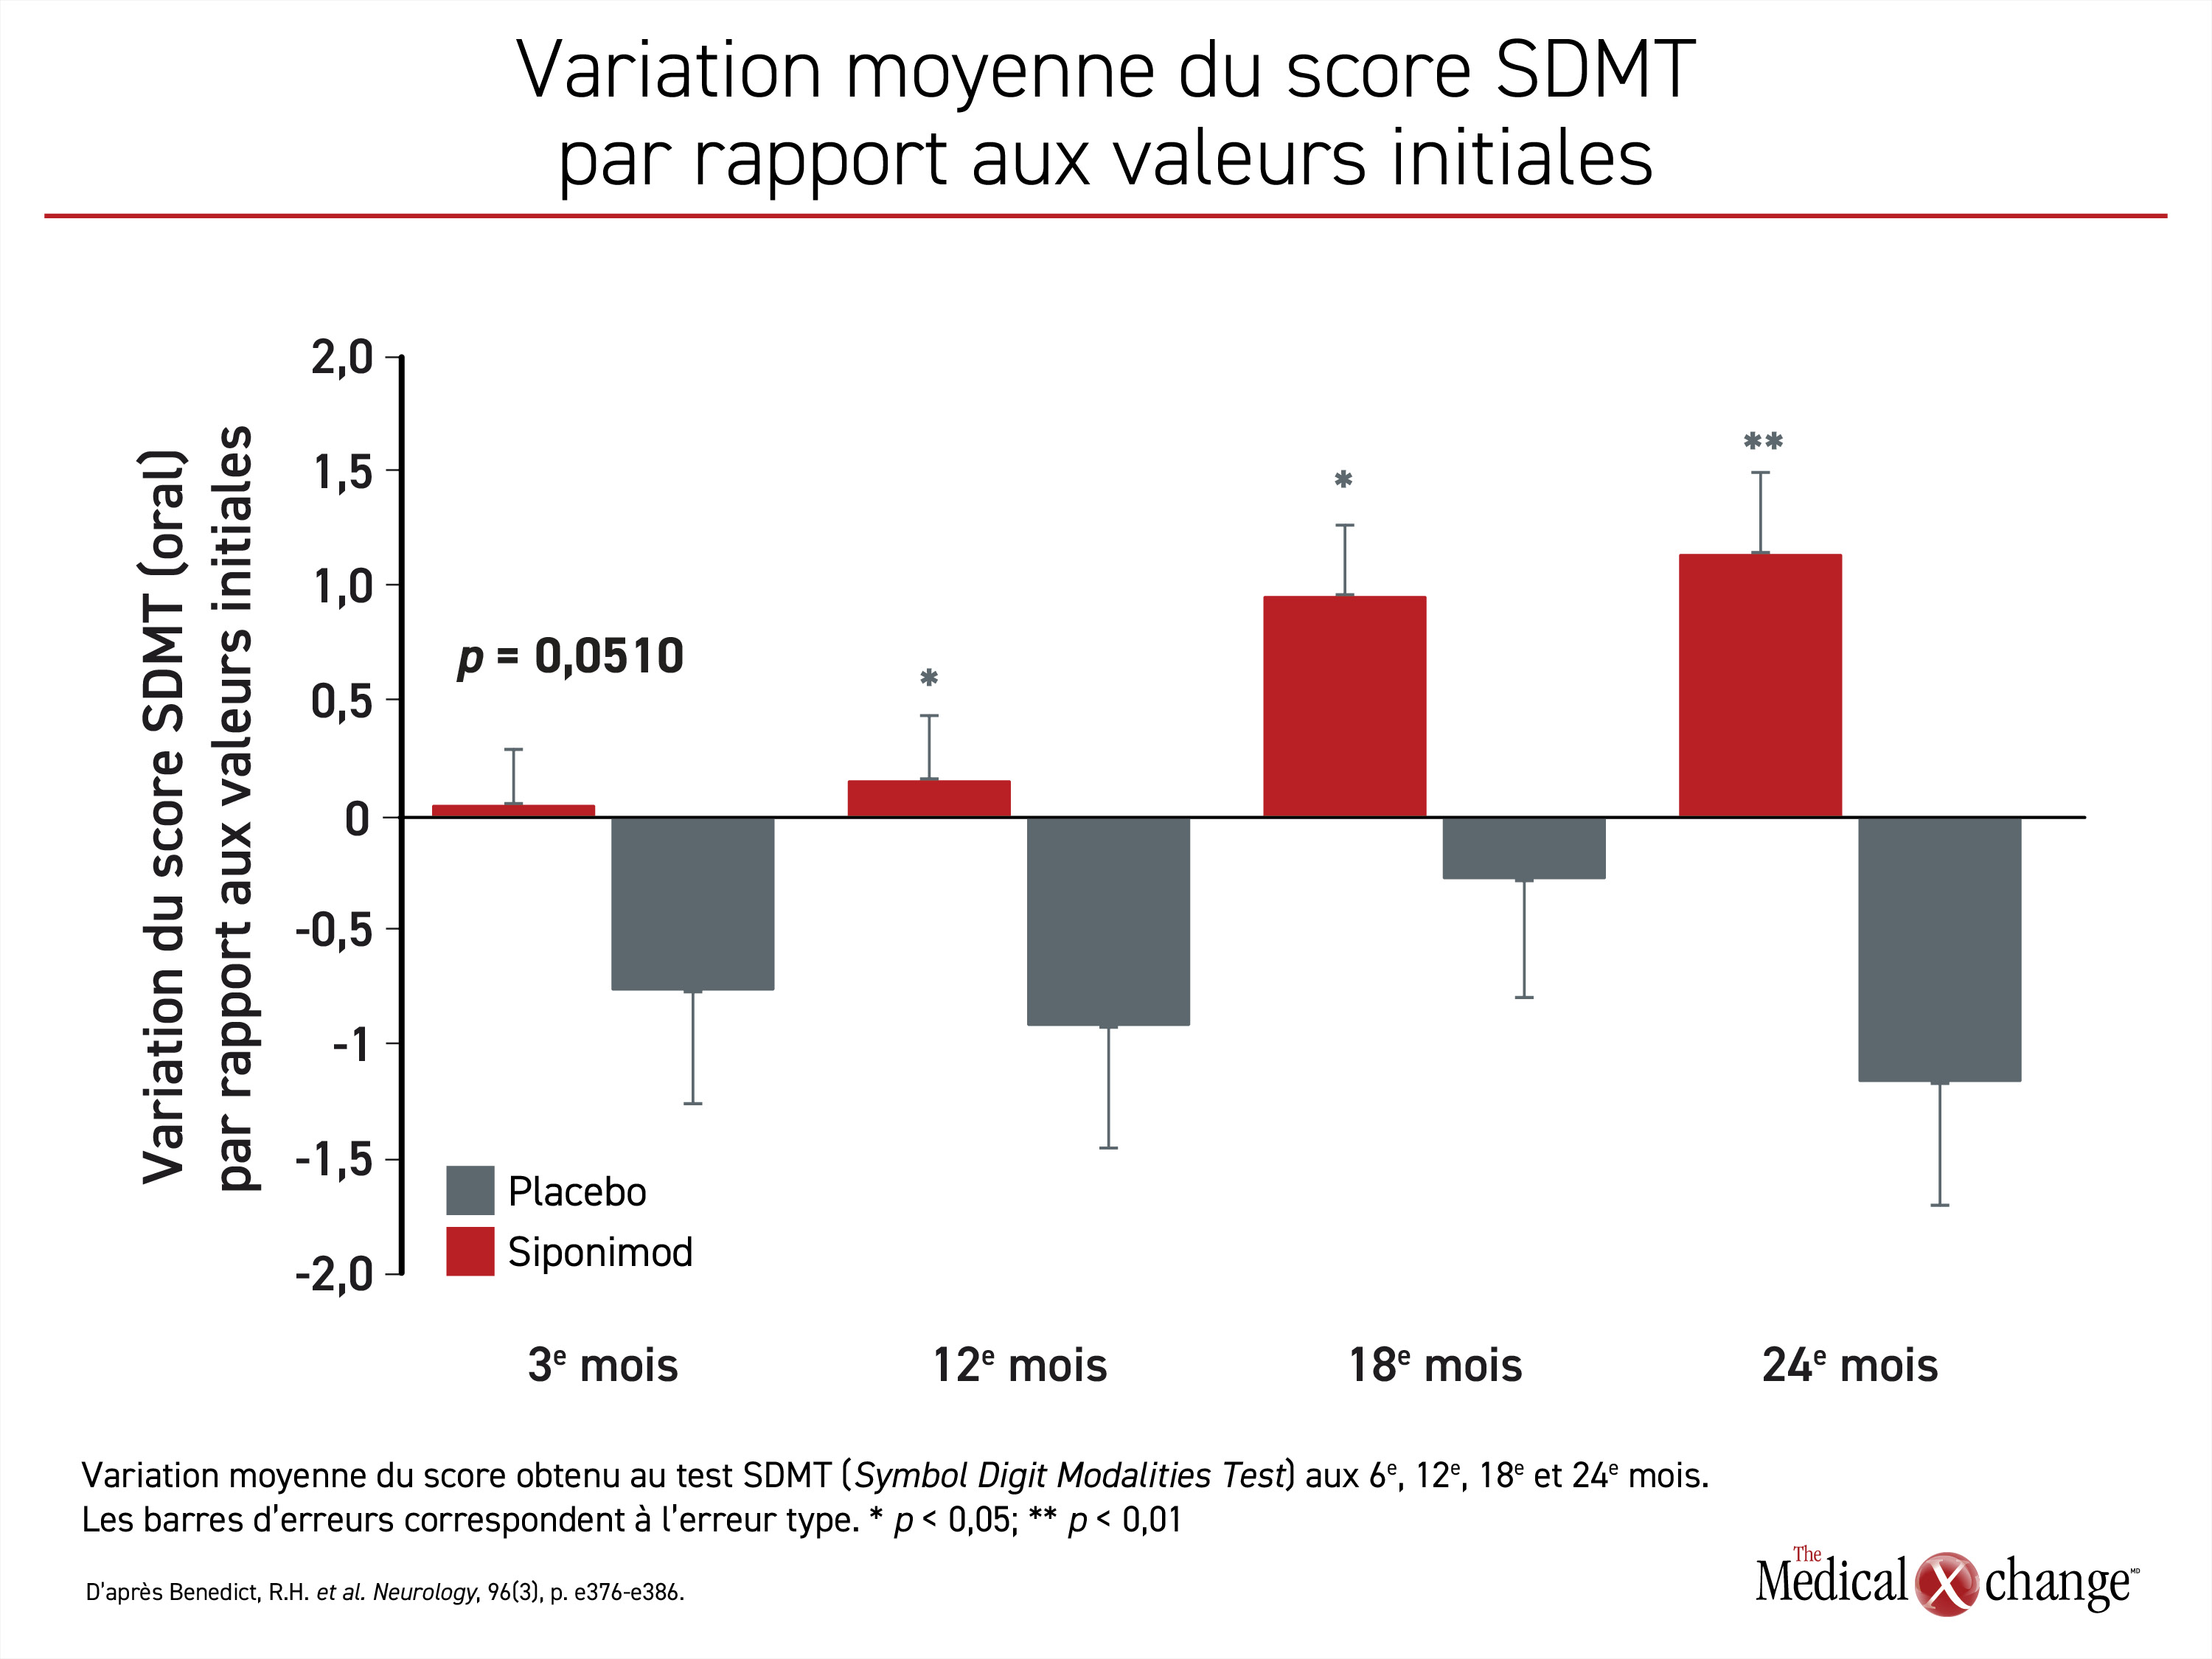 Variation moyenne du score SDMT
par rapport aux valeurs initiales
Variation du score SDMT (oral)
par rapport aux valeurs initiales
2,0
1,5
1,0
0,5
0
-0,5
-1
-1,5
-2,0
p = 0,0510
*
*
**
Placebo
Siponimod
3e mois
12e mois
18e mois
24e mois
Variation moyenne du score obtenu au test SDMT (Symbol Digit Modalities Test) aux 6e, 12e, 18e et 24e mois.
Les barres d’erreurs correspondent à l’erreur type. * p < 0,05; ** p < 0,01
D’après Benedict, R.H. et al. Neurology, 96(3), p. e376-e386.
The
Medical X change MD